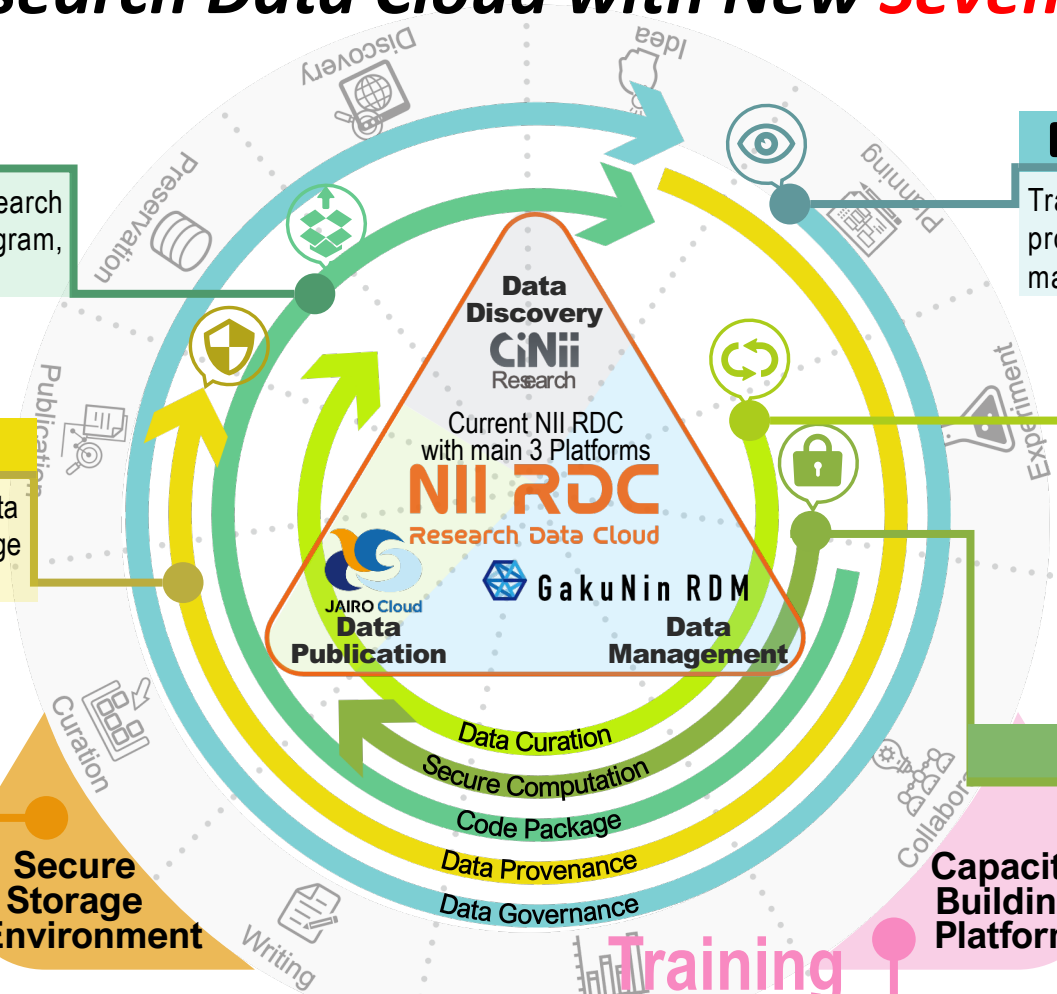 search Data Cloud with New Seven
Discovery
Idea
Preservation
Planning
earch
gram,
Tra
pro
ma
Data
Discovery
CiNii
Research
Publication
Experiment
Current NII RDC
with main 3 Platforms
NII RDC
Research Data Cloud
ta
ge
JAIRO Cloud
GakuNin RDM
Data
Publication
Data
Management
Curation
Data Curation
Secure Computation
Code Package
Data Provenance
Data Governance
Collabora
Secure
Storage
Environment
Capacit
Buildin
Platform
Writing
Training